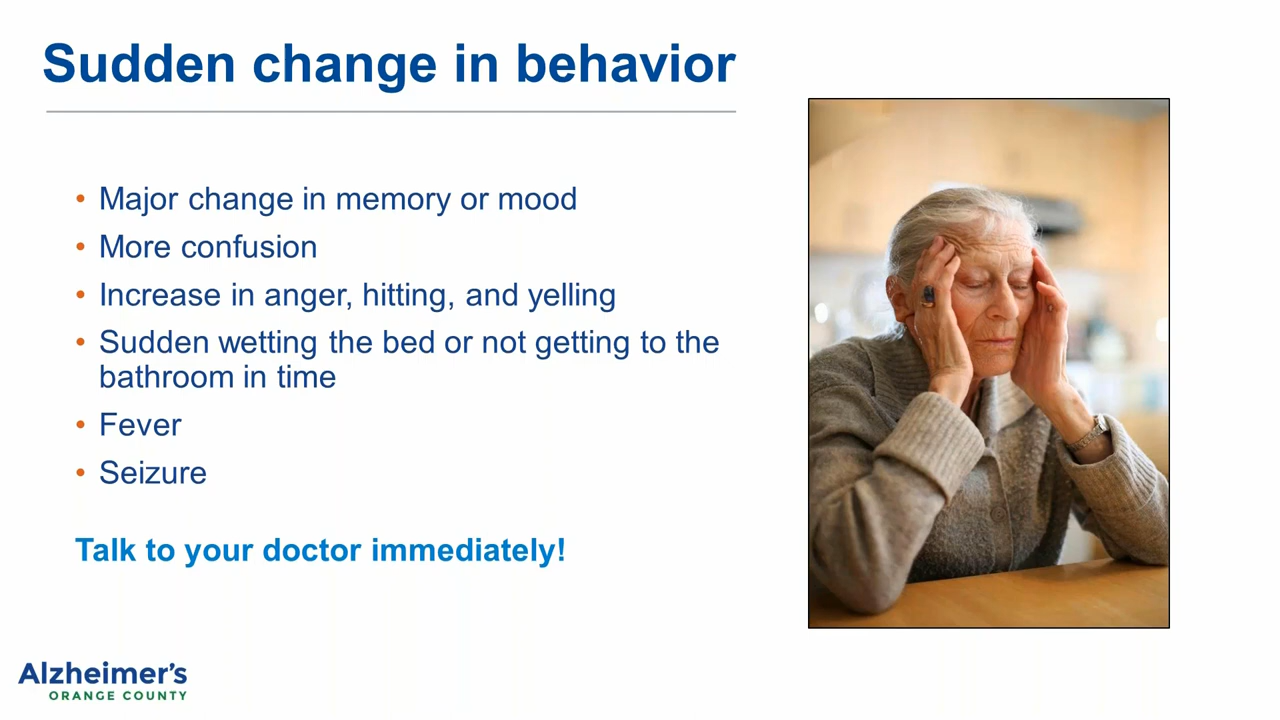 Sudden change in behavior
• Major change in memory or mood
• More confusion
• Increase in anger, hitting, and yelling
• Sudden wetting the bed or not getting to the
bathroom in time
• Fever
• Seizure
Talk to your doctor immediately!
Alzheimer's
ORANGE COUNTY